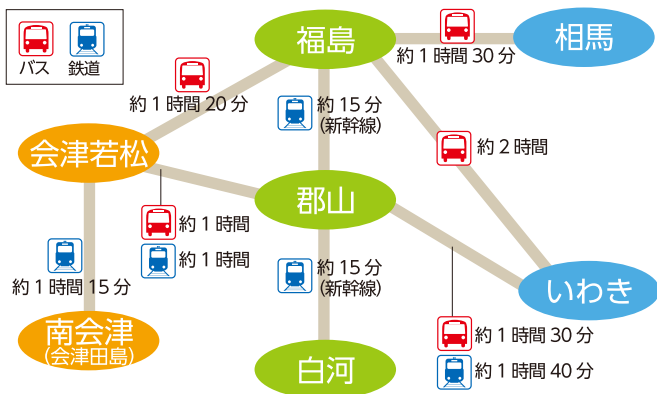 バス 鉄道
福島
相馬
約1時間30分
約1時間20分
約15分
(新幹線)
約2時間
会津若松
郡山
約1時間
約1時間
約1時間15分
約15分
(新幹線)
いわき
南会津
(会津田島)
約1時間30分
約1時間40分
白河